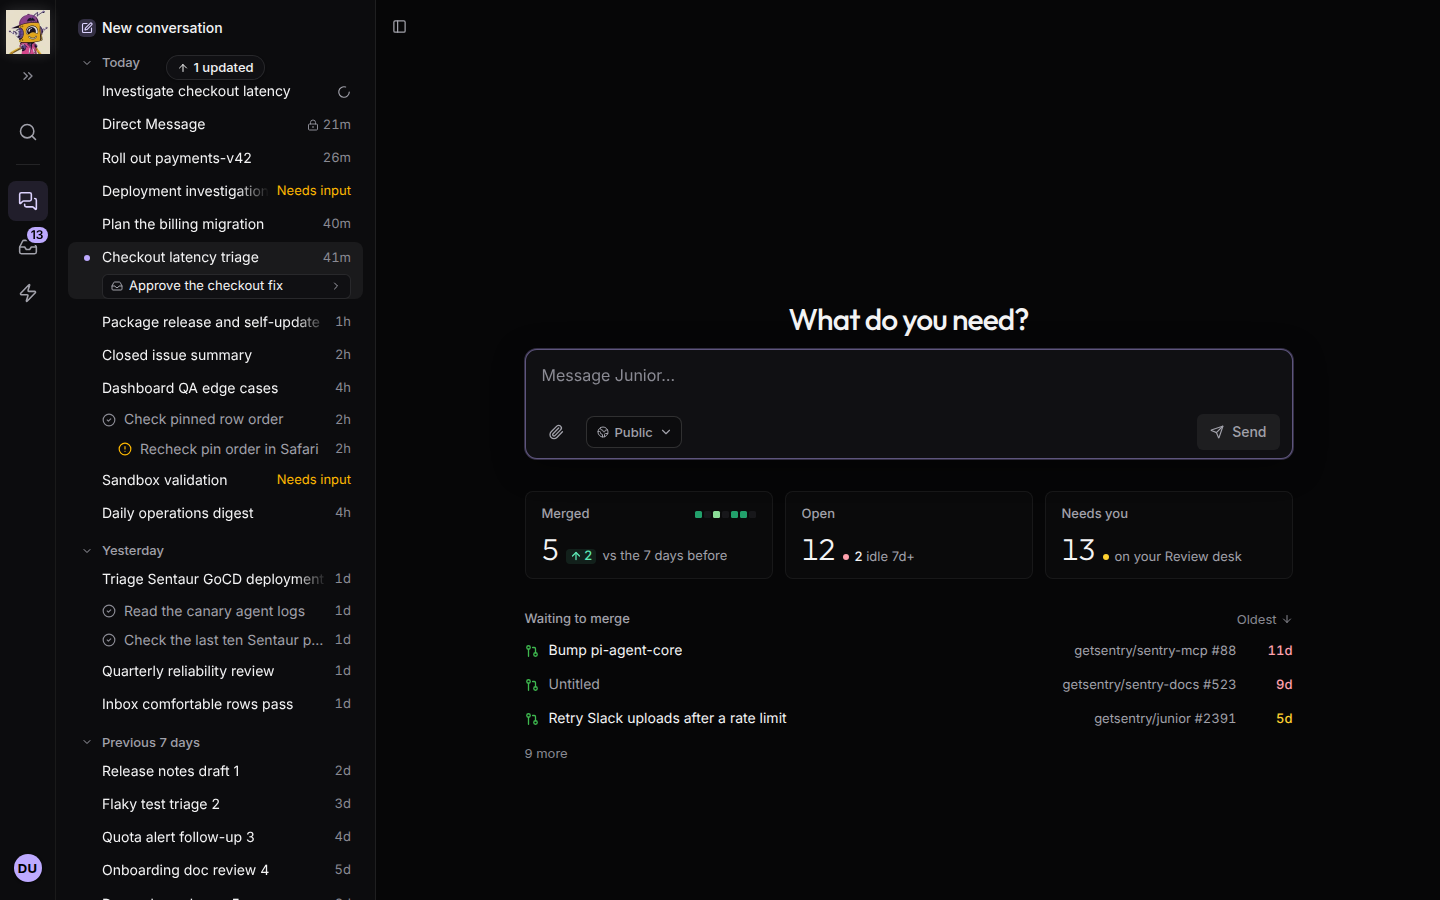 New conversation
Today
↑ 1 updated
Investigate checkout latency
Direct Message 21m
Roll out payments-v42 26m
Deployment investigation Needs input
Plan the billing migration 40m
13
Checkout latency triage 41m
Approve the checkout fix
Package release and self-update 1h
Closed issue summary 2h
Dashboard QA edge cases 4h
Check pinned row order 2h
Recheck pin order in Safari 2h
Sandbox validation Needs input
Daily operations digest 4h
Yesterday
Triage Sentaur GoCD deployment 1d
Read the canary agent logs 1d
Check the last ten Sentaur p... 1d
Quarterly reliability review 1d
Inbox comfortable rows pass 1d
Previous 7 days
Release notes draft 1 2d
Flaky test triage 2 3d
Quota alert follow-up 3 4d
Onboarding doc review 4 5d
DU
What do you need?
Message Junior...
Public
Send
Merged
5 ↑ 2 vs the 7 days before
Open
12 2 idle 7d+
Needs you
13 on your Review desk
Waiting to merge Oldest ↓
Bump pi-agent-core getsentry/sentry-mcp #88 11d
Untitled getsentry/sentry-docs #523 9d
Retry Slack uploads after a rate limit getsentry/junior #2391 5d
9 more